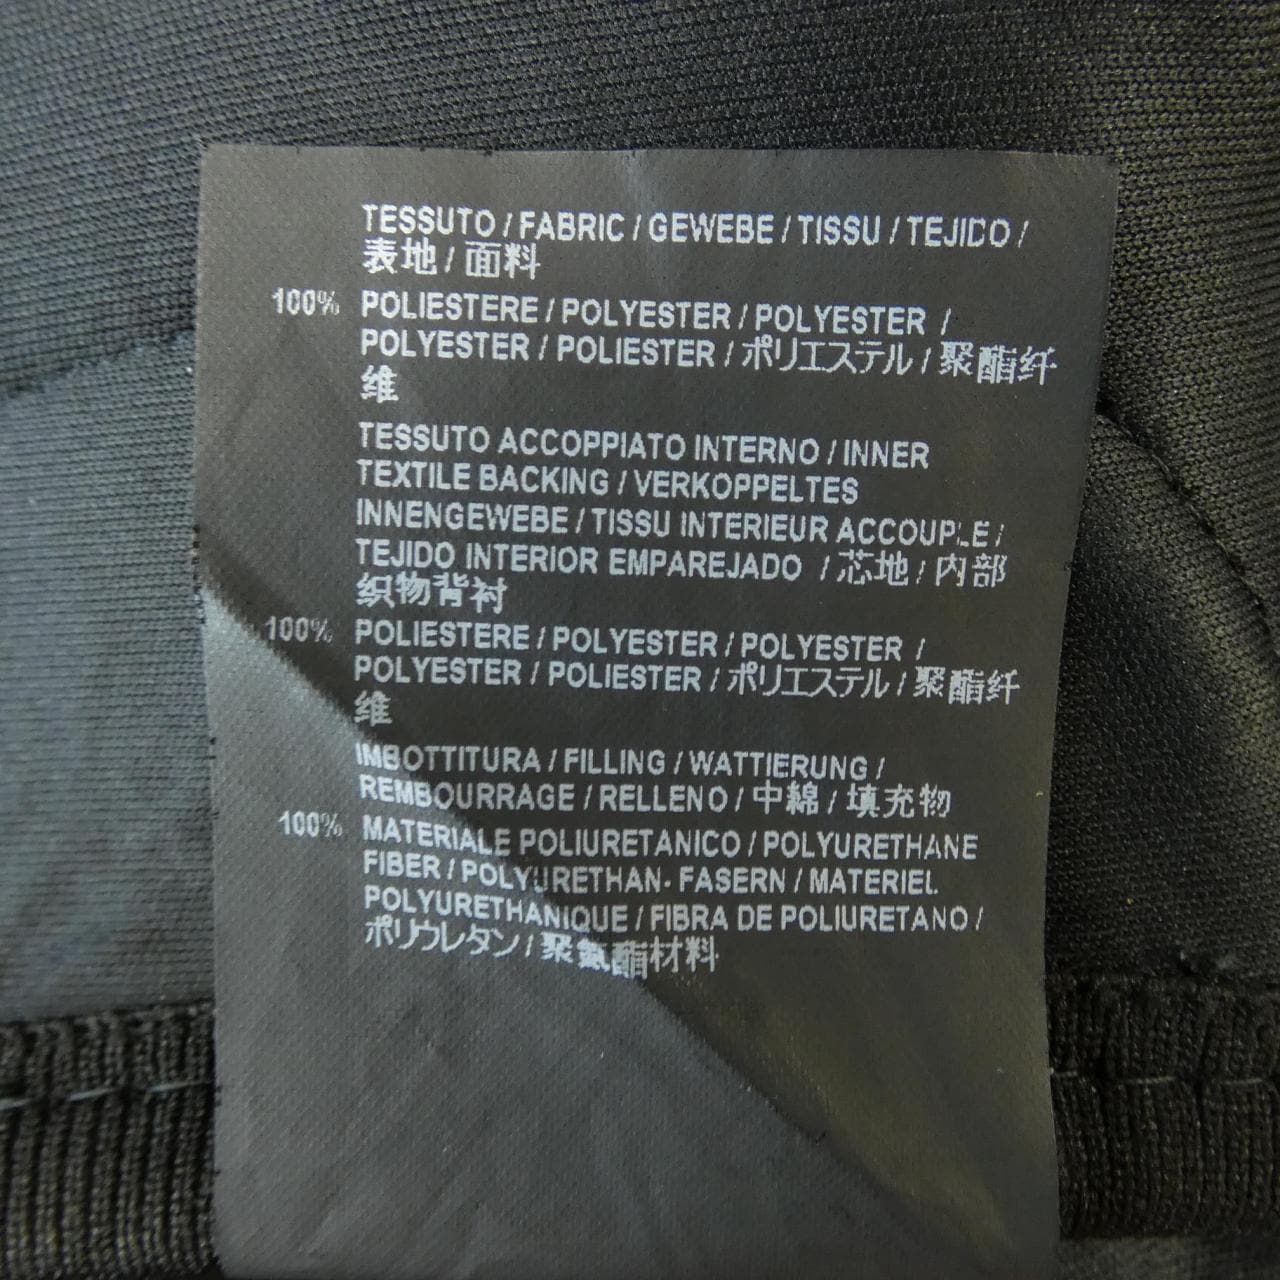 TESSUTO / FABRIC / GEWEBE / TISSU / TEJIDO /
表地 / 面料
100% POLIESTERE / POLYESTER / POLYESTER /
POLYESTER / POLIESTER / ポリエステル / 聚酯纤
维
TESSUTO ACCOPPIATO INTERNO / INNER
TEXTILE BACKING / VERKOPPELTES
INNENGEWEBE / TISSU INTERIEUR ACCOUPLE /
TEJIDO INTERIOR EMPAREJADO / 芯地 / 内部
织物背衬
100% POLIESTERE / POLYESTER / POLYESTER /
POLYESTER / POLIESTER / ポリエステル / 聚酯纤
维
IMBOTTITURA / FILLING / WATTIERUNG /
REMBOURRAGE / RELLENO / 中綿 / 填充物
100% MATERIALE POLIURETANICO / POLYURETHANE
FIBER / POLYURETHAN- FASERN / MATERIEL
POLYURETHANIQUE / FIBRA DE POLIURETANO /
ポリウレタン / 聚氨酯材料